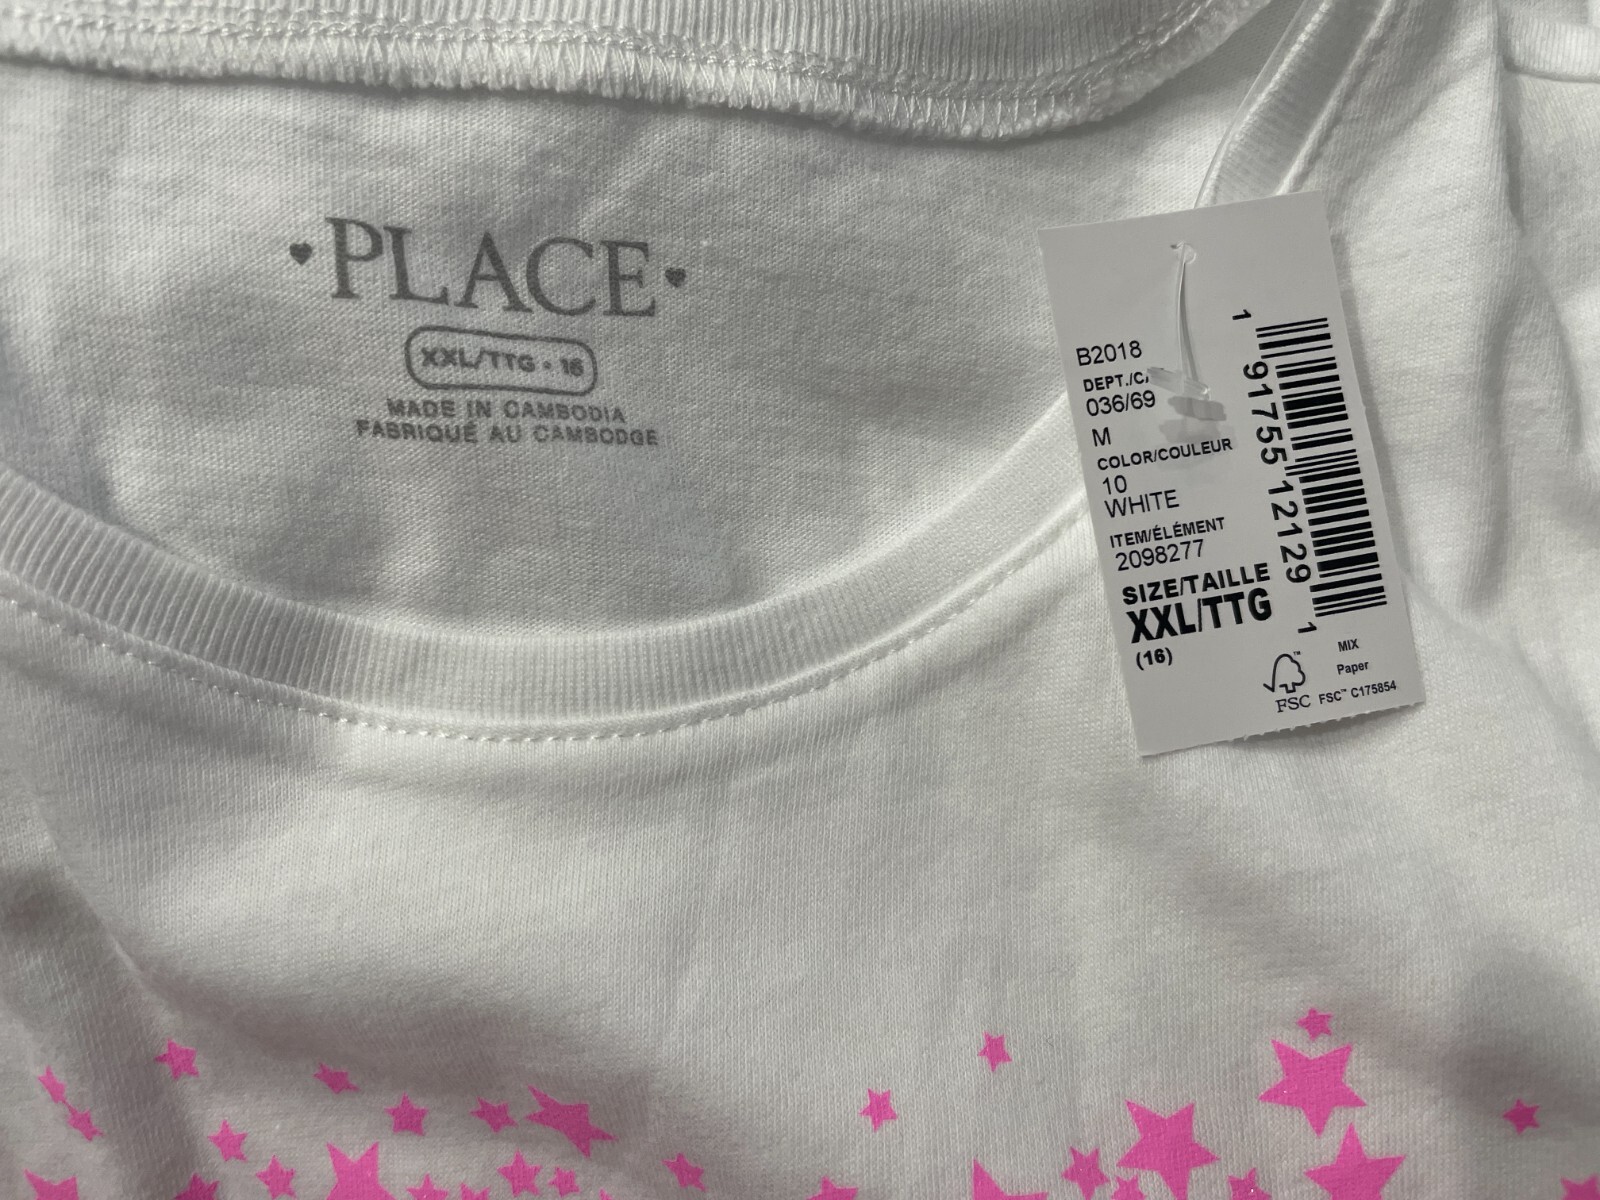 PLACE
XXL/TTG • 16
MADE IN CAMBODIA
FABRIQUÉ AU CAMBODGE
B2018
DEPT./C
036/69
M
COLOR/COULEUR
10
WHITE
ITEM/ÉLÉMENT
2098277
SIZE/TAILLE
XXL/TTG
(16)
1 91755 12129 1
MIX
Paper
FSC™ C175854
FSC